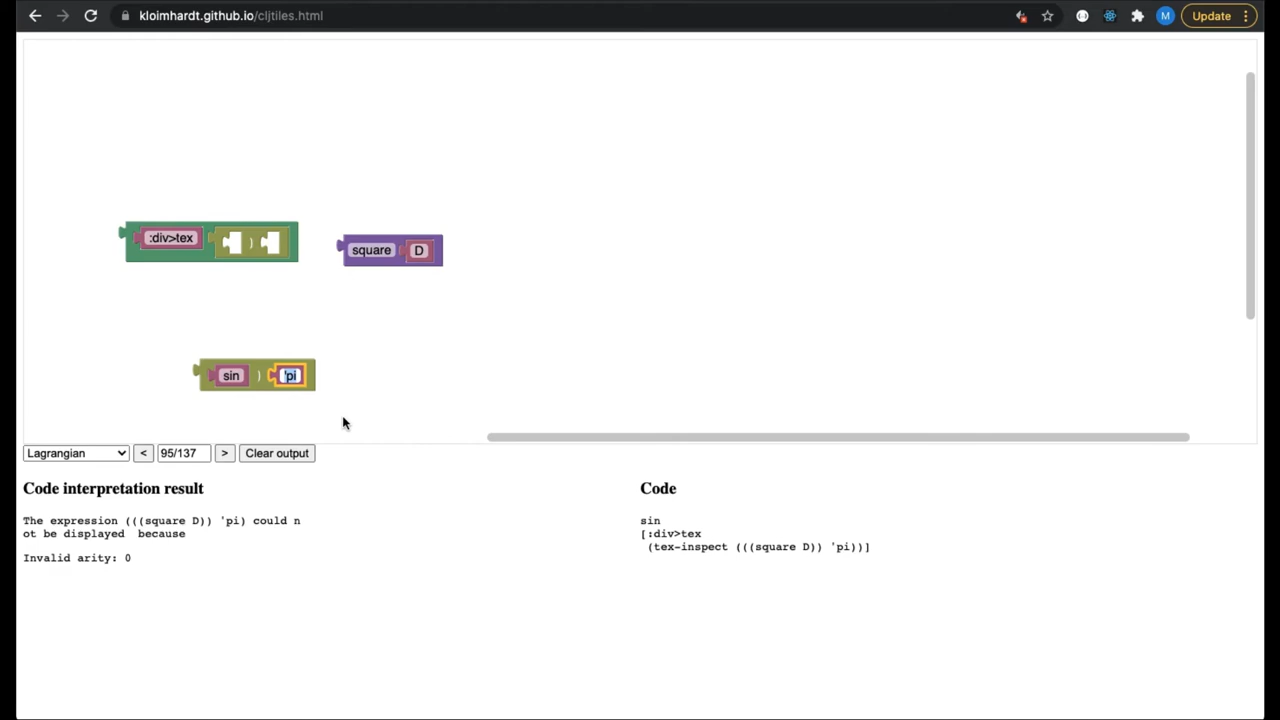 kloimhardt.github.io/cljtiles.html
M
Update
:div>tex
)
square
D
sin
)
'pi
Lagrangian
<
95/137
>
Clear output
Code interpretation result
The expression (((square D)) 'pi) could n
ot be displayed  because
Invalid arity: 0
Code
sin
[:div>tex
 (tex-inspect (((square D)) 'pi))]